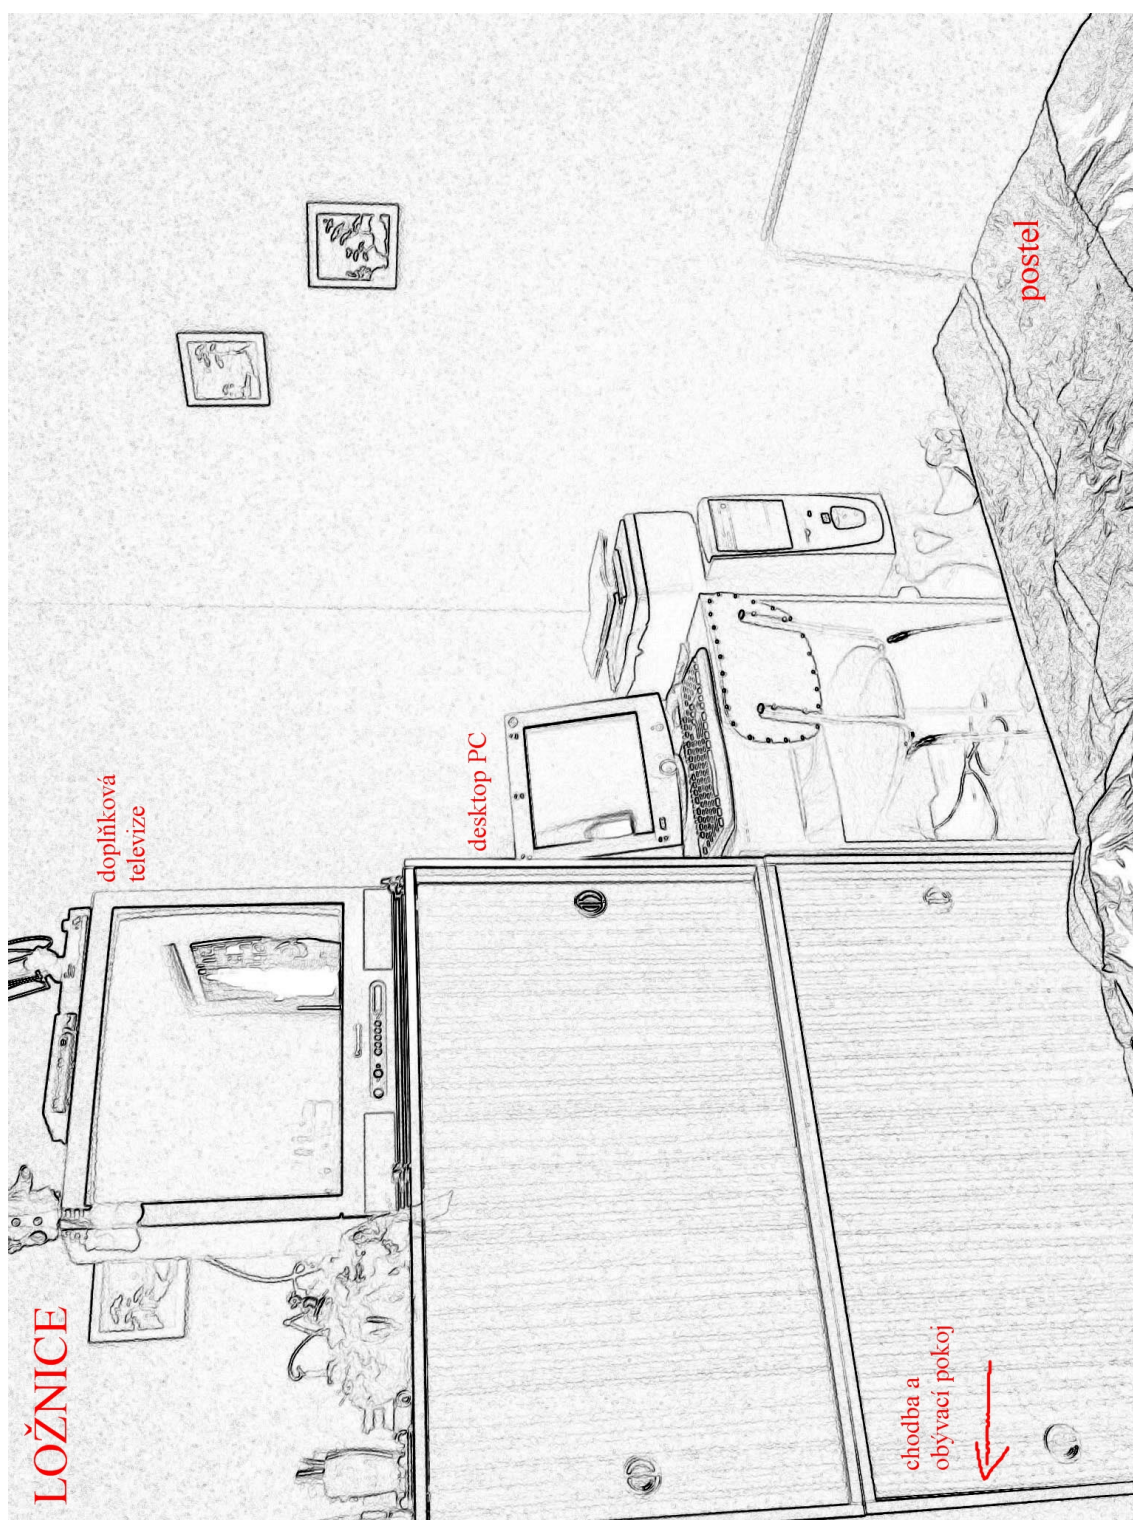 LOŽNICE
doplňková
televize
desktop PC
postel
chodba a
obývací pokoj